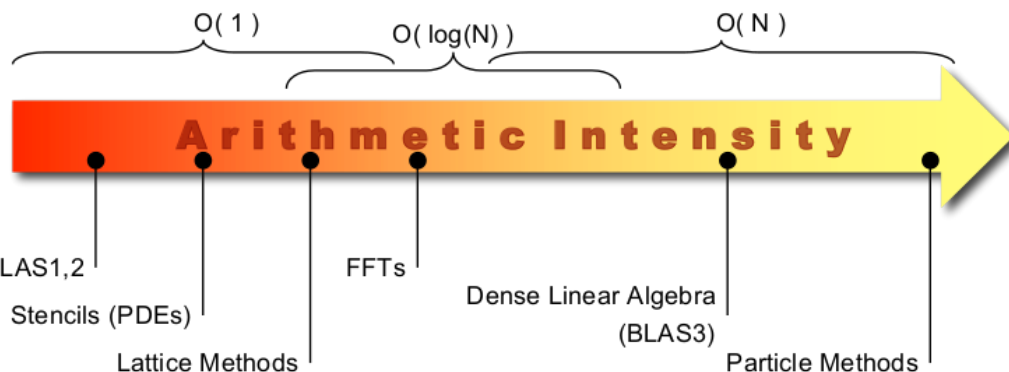 O( 1 )
O( log(N) )
O( N )
Arithmetic Intensity
LAS1,2
FFTs
Stencils (PDEs)
Dense Linear Algebra
(BLAS3)
Lattice Methods
Particle Methods